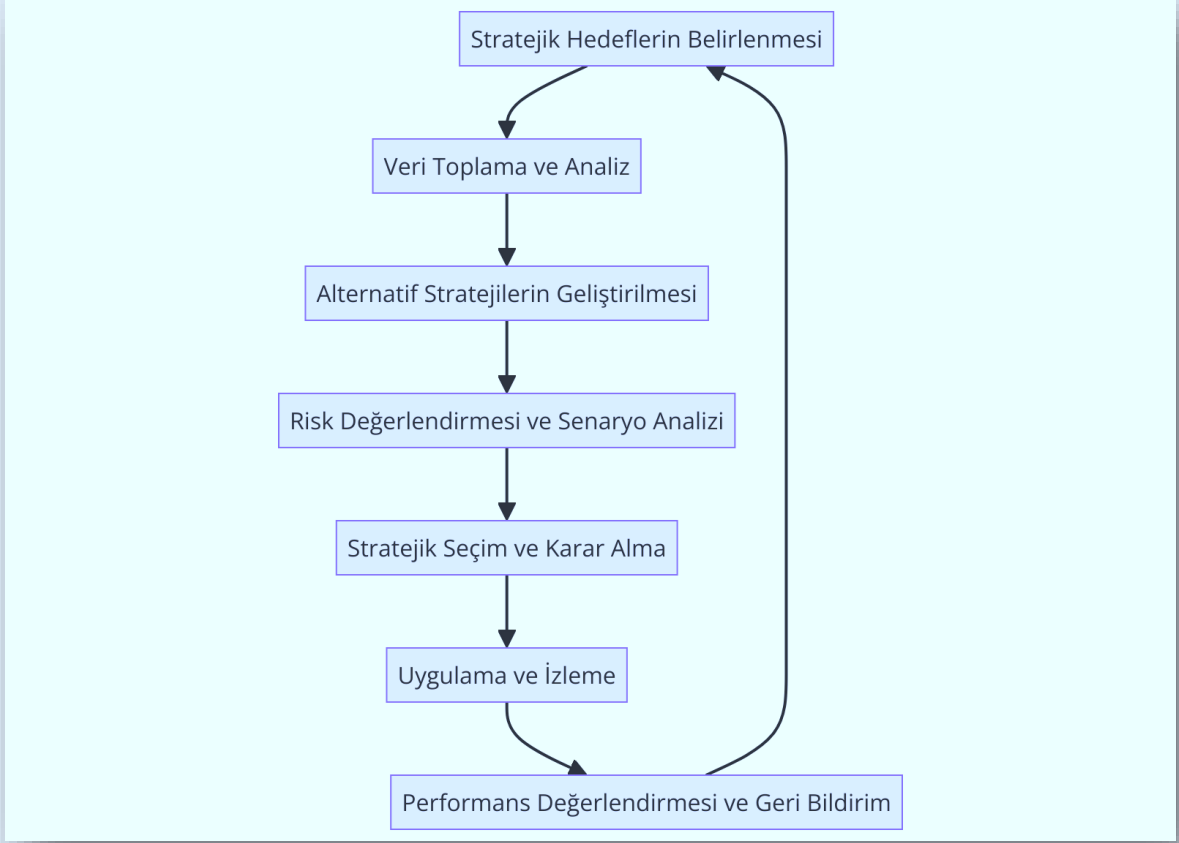 Stratejik Hedeflerin Belirlenmesi
Veri Toplama ve Analiz
Alternatif Stratejilerin Geliştirilmesi
Risk Değerlendirmesi ve Senaryo Analizi
Stratejik Seçim ve Karar Alma
Uygulama ve İzleme
Performans Değerlendirmesi ve Geri Bildirim